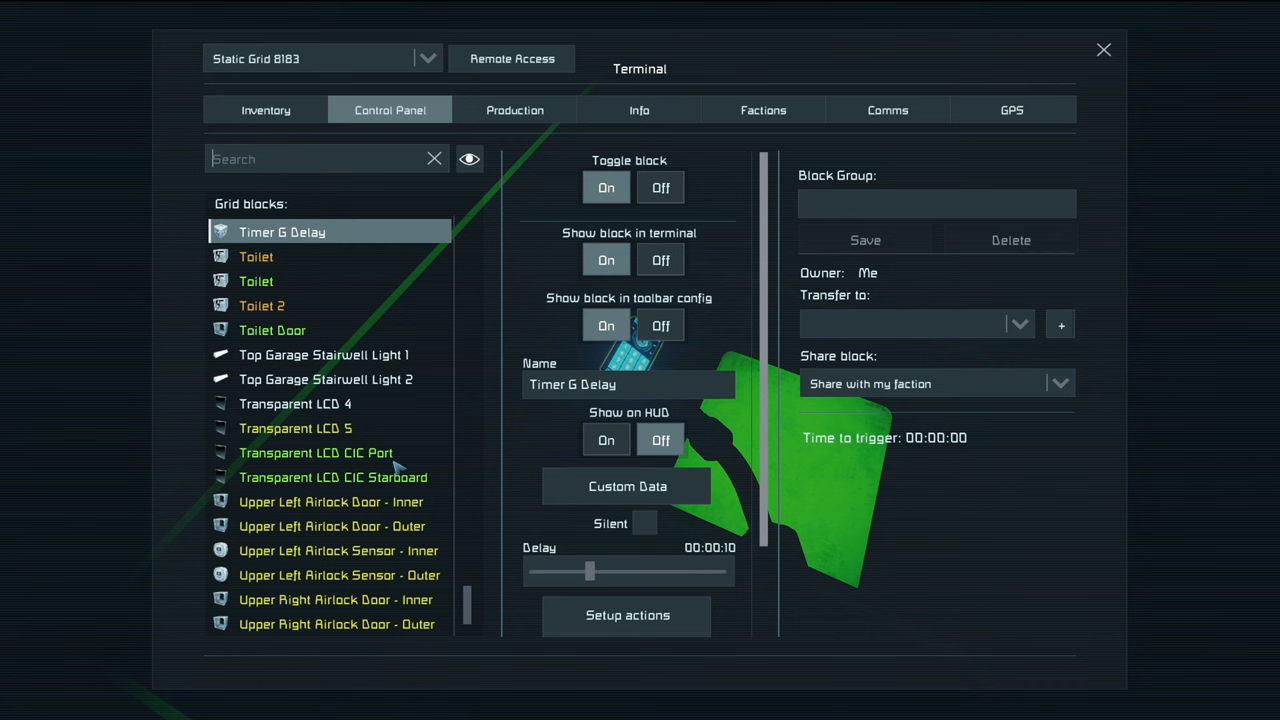 Static Grid 8183
Remote Access
Terminal
Inventory
Control Panel
Production
Info
Factions
Comms
GPS
Search
Grid blocks:
Timer G Delay
Toilet
Toilet
Toilet 2
Toilet Door
Top Garage Stairwell Light 1
Top Garage Stairwell Light 2
Transparent LCD 4
Transparent LCD 5
Transparent LCD CIC Port
Transparent LCD CIC Starboard
Upper Left Airlock Door - Inner
Upper Left Airlock Door - Outer
Upper Left Airlock Sensor - Inner
Upper Left Airlock Sensor - Outer
Upper Right Airlock Door - Inner
Upper Right Airlock Door - Outer
Toggle block
On Off
Show block in terminal
On Off
Show block in toolbar config
On Off
Name
Timer G Delay
Show on HUD
On Off
Custom Data
Silent
Delay 00:00:10
Setup actions
Block Group:
Save Delete
Owner: Me
Transfer to:
+
Share block:
Share with my faction
Time to trigger: 00:00:00